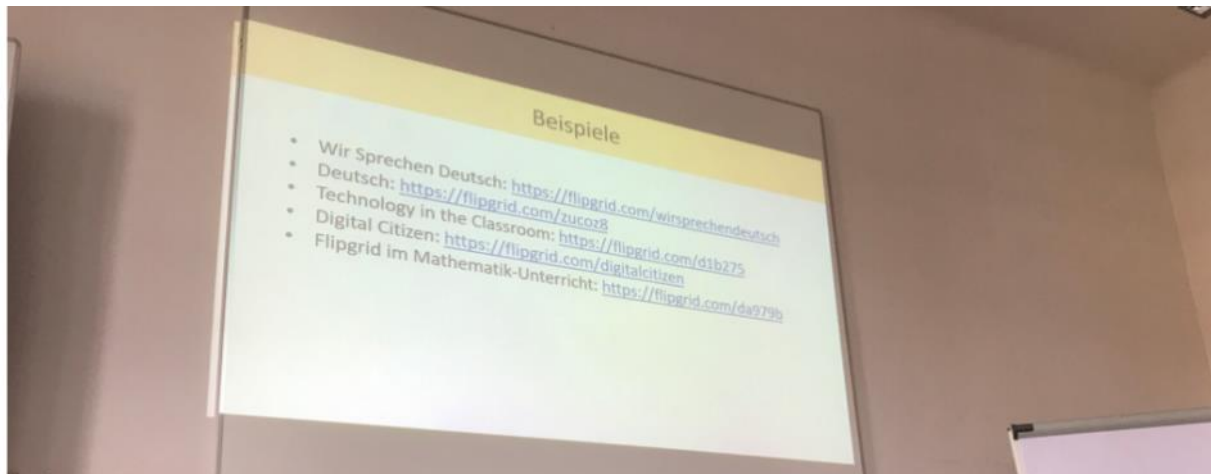 Beispiele
• Wir Sprechen Deutsch: https://flipgrid.com/wirsprechendeutsch
• Deutsch: https://flipgrid.com/zucoz8
• Technology in the Classroom: https://flipgrid.com/d1b275
• Digital Citizen: https://flipgrid.com/digitalcitizen
• Flipgrid im Mathematik-Unterricht: https://flipgrid.com/da979b